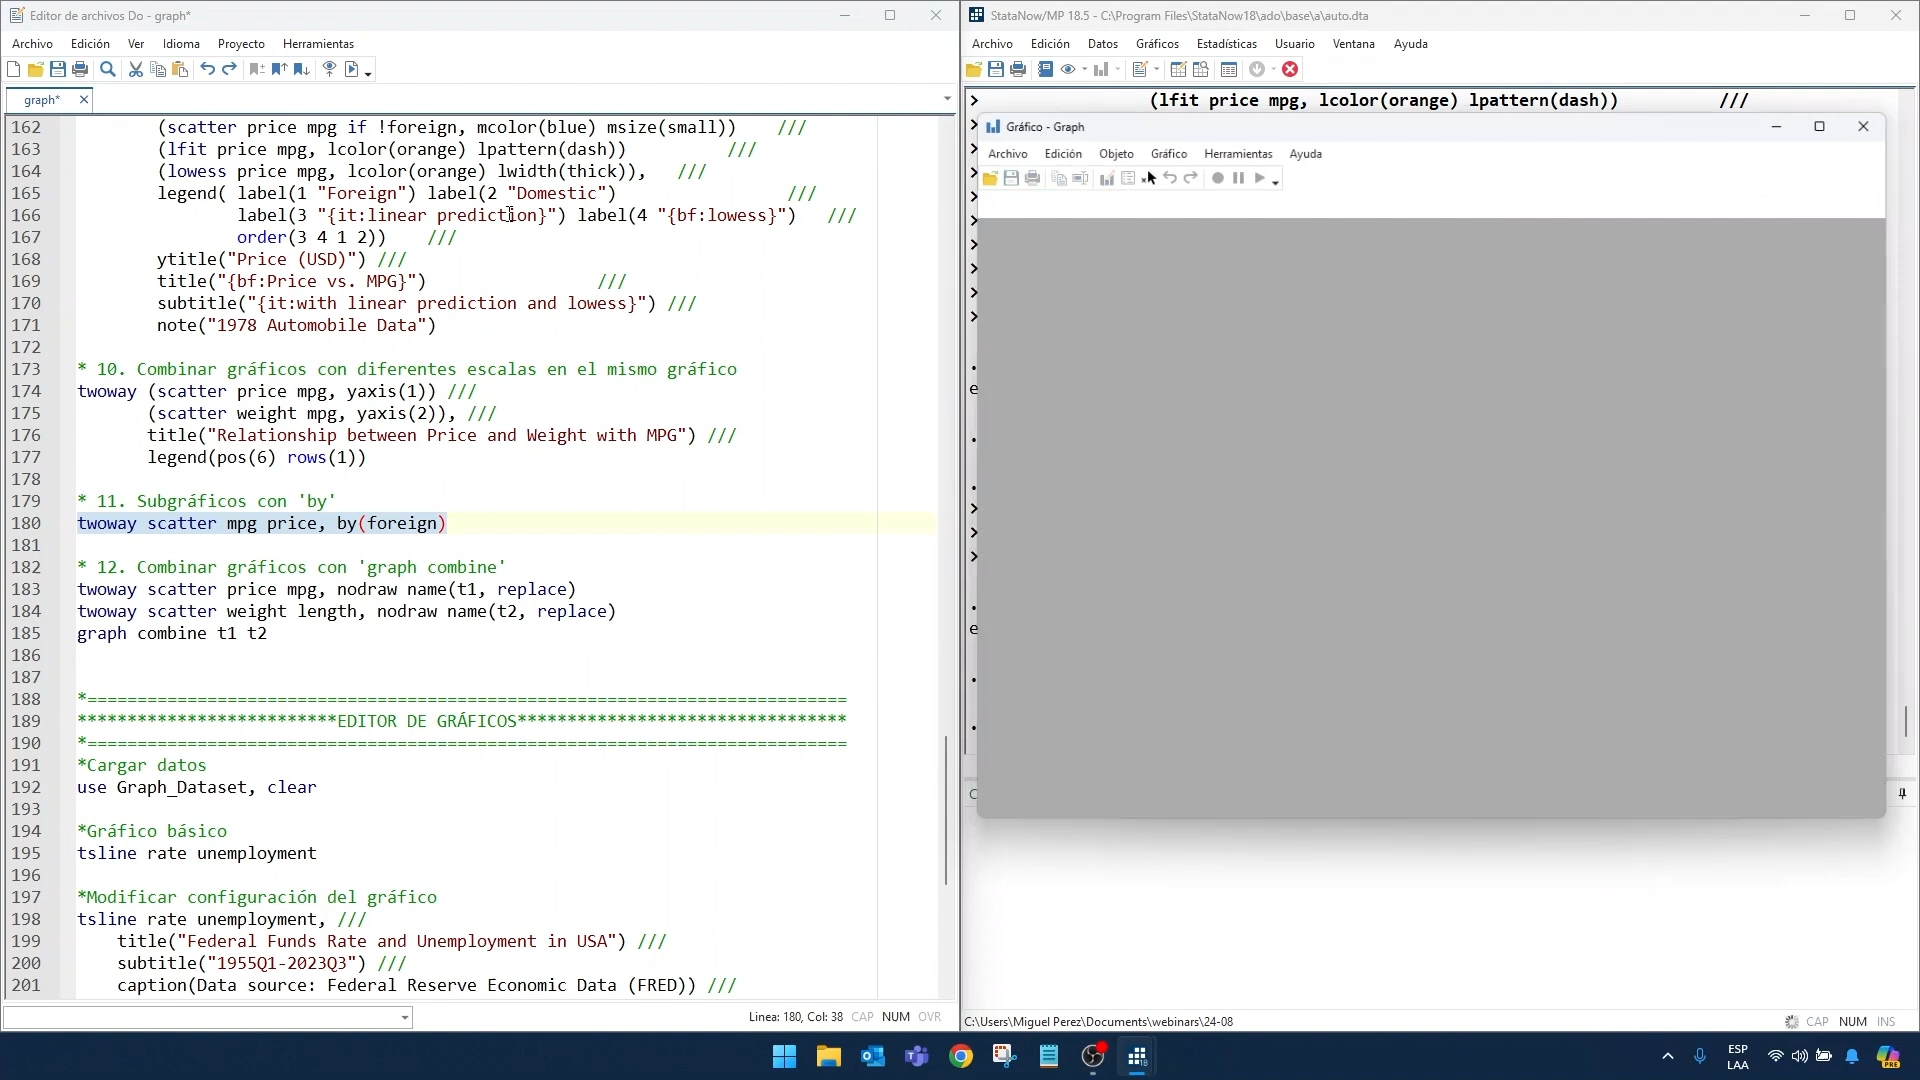 Editor de archivos Do - graph*
Archivo Edición Ver Idioma Proyecto Herramientas
graph*
162 (scatter price mpg if !foreign, mcolor(blue) msize(small)) ///
163 (lfit price mpg, lcolor(orange) lpattern(dash)) ///
164 (lowess price mpg, lcolor(orange) lwidth(thick)), ///
165 legend( label(1 "Foreign") label(2 "Domestic") ///
166 label(3 "{it:linear prediction}") label(4 "{bf:lowess}") ///
167 order(3 4 1 2)) ///
168 ytitle("Price (USD)") ///
169 title("{bf:Price vs. MPG}") ///
170 subtitle("{it:with linear prediction and lowess}") ///
171 note("1978 Automobile Data")
172
173 * 10. Combinar gráficos con diferentes escalas en el mismo gráfico
174 twoway (scatter price mpg, yaxis(1)) ///
175 (scatter weight mpg, yaxis(2)), ///
176 title("Relationship between Price and Weight with MPG") ///
177 legend(pos(6) rows(1))
178
179 * 11. Subgráficos con 'by'
180 twoway scatter mpg price, by(foreign)
181
182 * 12. Combinar gráficos con 'graph combine'
183 twoway scatter price mpg, nodraw name(t1, replace)
184 twoway scatter weight length, nodraw name(t2, replace)
185 graph combine t1 t2
186
187
188 *============================================================================
189 **************************EDITOR DE GRÁFICOS*********************************
190 *============================================================================
191 *Cargar datos
192 use Graph_Dataset, clear
193
194 *Gráfico básico
195 tsline rate unemployment
196
197 *Modificar configuración del gráfico
198 tsline rate unemployment, ///
199 title("Federal Funds Rate and Unemployment in USA") ///
200 subtitle("1955Q1-2023Q3") ///
201 caption(Data source: Federal Reserve Economic Data (FRED)) ///
Linea: 180, Col: 38 CAP NUM OVR
StataNow/MP 18.5 - C:\Program Files\StataNow18\ado\base\a\auto.dta
Archivo Edición Datos Gráficos Estadísticas Usuario Ventana Ayuda
> (lfit price mpg, lcolor(orange) lpattern(dash)) ///
Gráfico - Graph
Archivo Edición Objeto Gráfico Herramientas Ayuda
C:\Users\Miguel Perez\Documents\webinars\24-08
CAP NUM INS
ESP
LAA